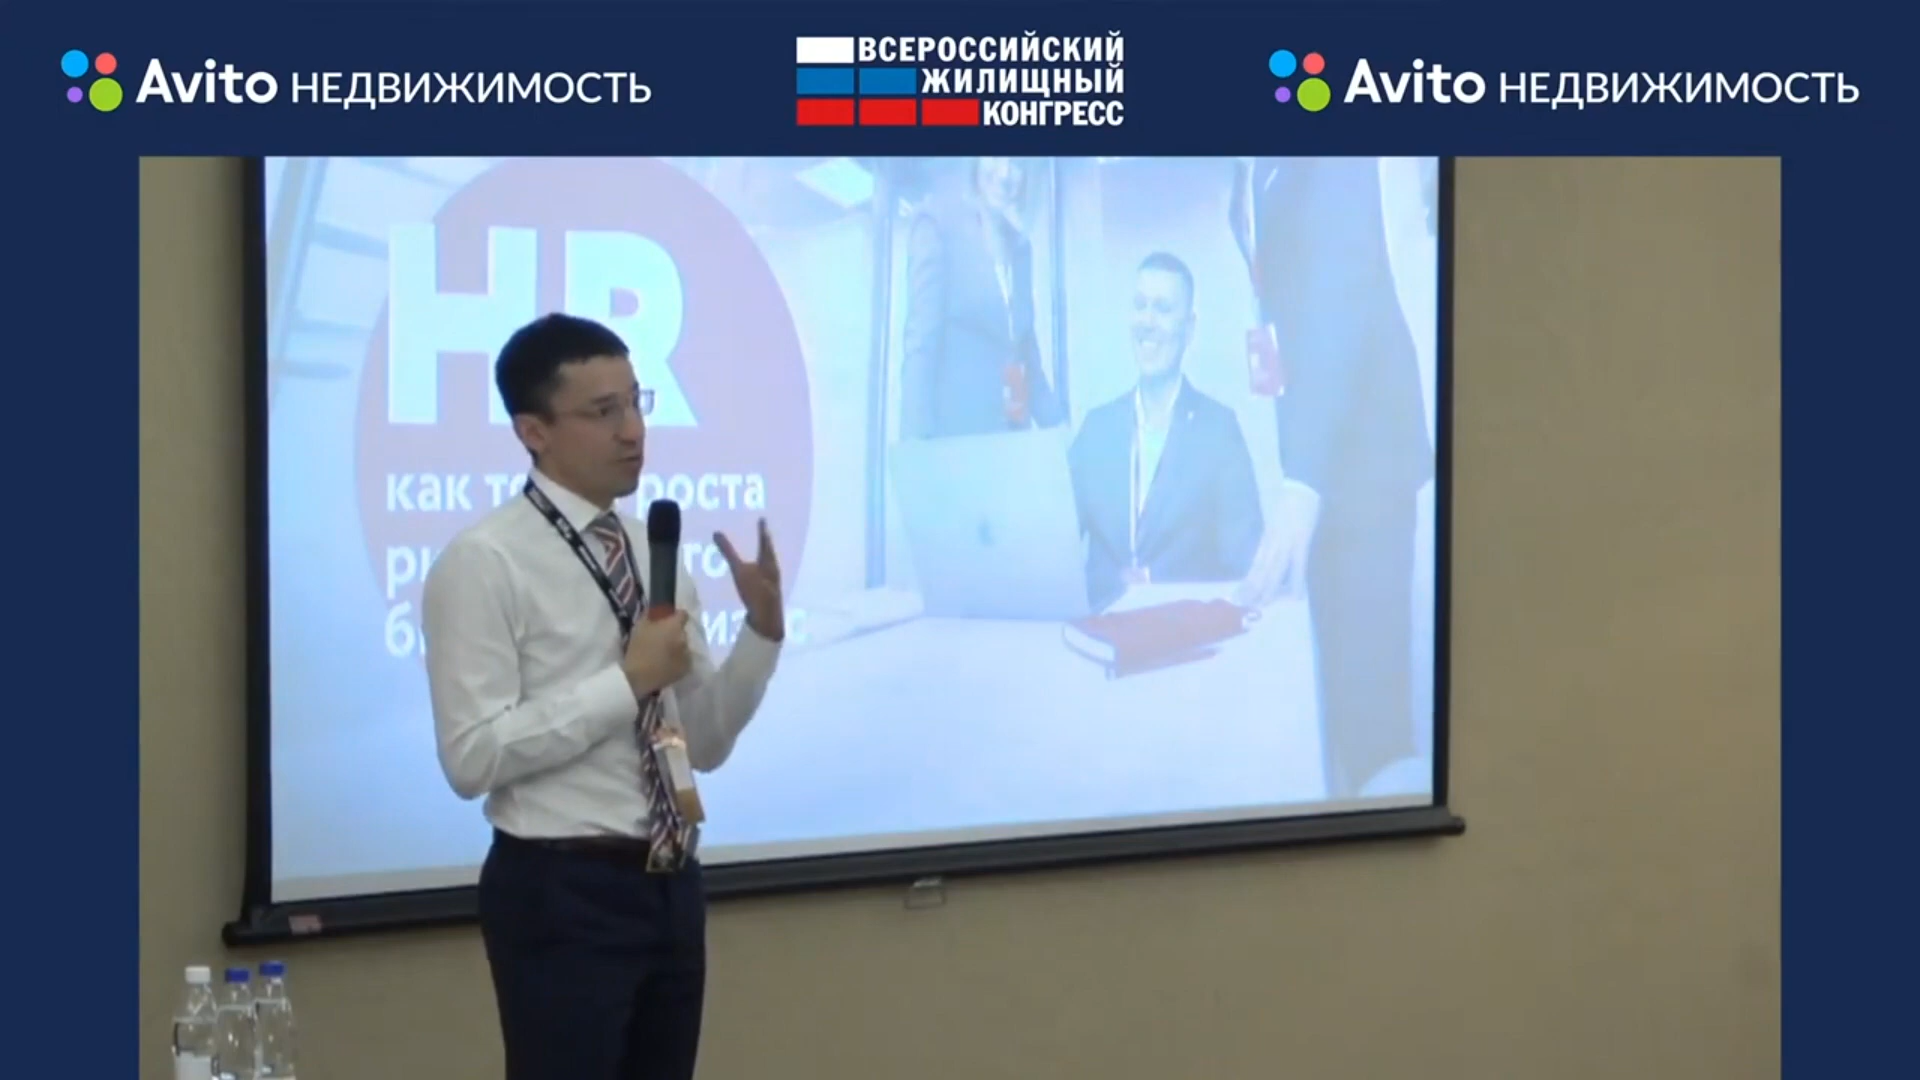 Avito НЕДВИЖИМОСТЬ
ВСЕРОССИЙСКИЙ
ЖИЛИЩНЫЙ
КОНГРЕСС
Avito НЕДВИЖИМОСТЬ
HR
как роста